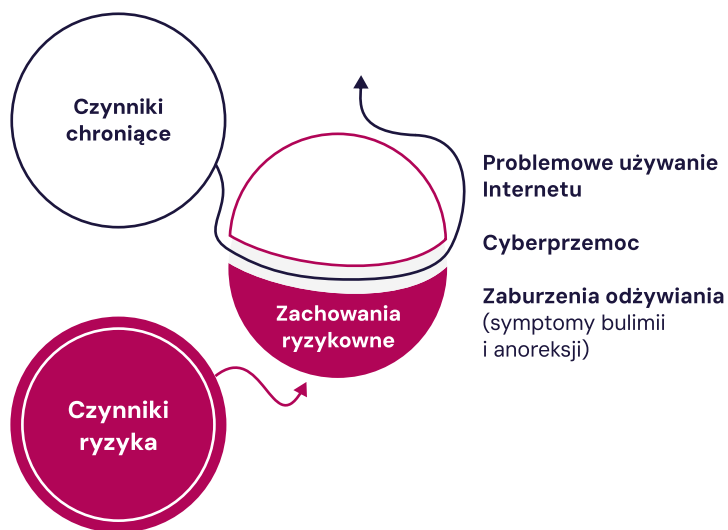 Czynniki
chroniące
Problemowe używanie
Internetu
Cyberprzemoc
Zaburzenia odżywiania
(symptomy bulimii
i anoreksji)
Zachowania
ryzykowne
Czynniki
ryzyka